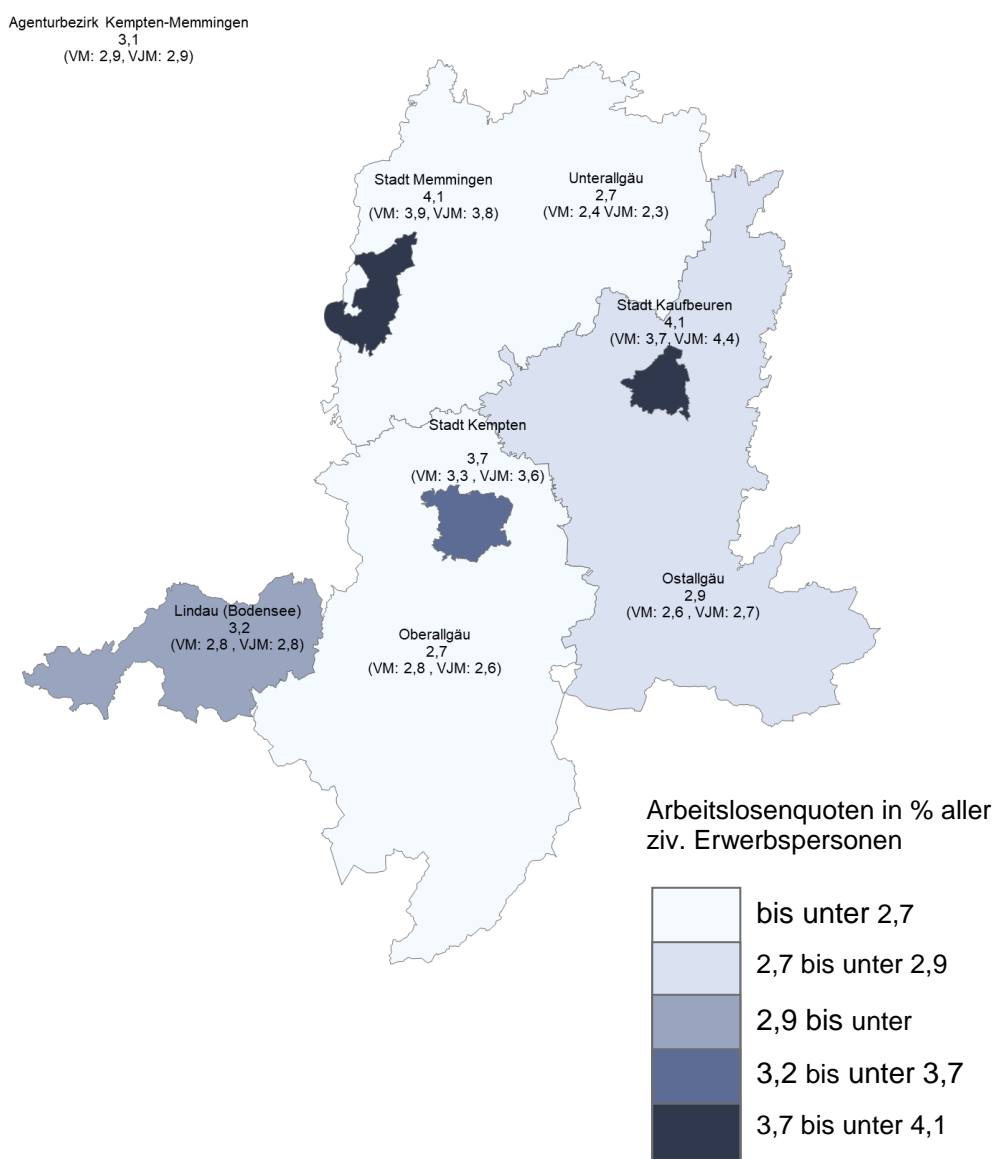 Agenturbezirk Kempten-Memmingen
3,1
(VM: 2,9, VJM: 2,9)
Stadt Memmingen
4,1
(VM: 3,9, VJM: 3,8)
Unterallgäu
2,7
(VM: 2,4 VJM: 2,3)
Stadt Kaufbeuren
4,1
(VM: 3,7, VJM: 4,4)
Stadt Kempten
3,7
(VM: 3,3 , VJM: 3,6)
Ostallgäu
2,9
(VM: 2,6 , VJM: 2,7)
Lindau (Bodensee)
3,2
(VM: 2,8 , VJM: 2,8)
Oberallgäu
2,7
(VM: 2,8 , VJM: 2,6)
Arbeitslosenquoten in % aller
ziv. Erwerbspersonen
bis unter 2,7
2,7 bis unter 2,9
2,9 bis unter
3,2 bis unter 3,7
3,7 bis unter 4,1